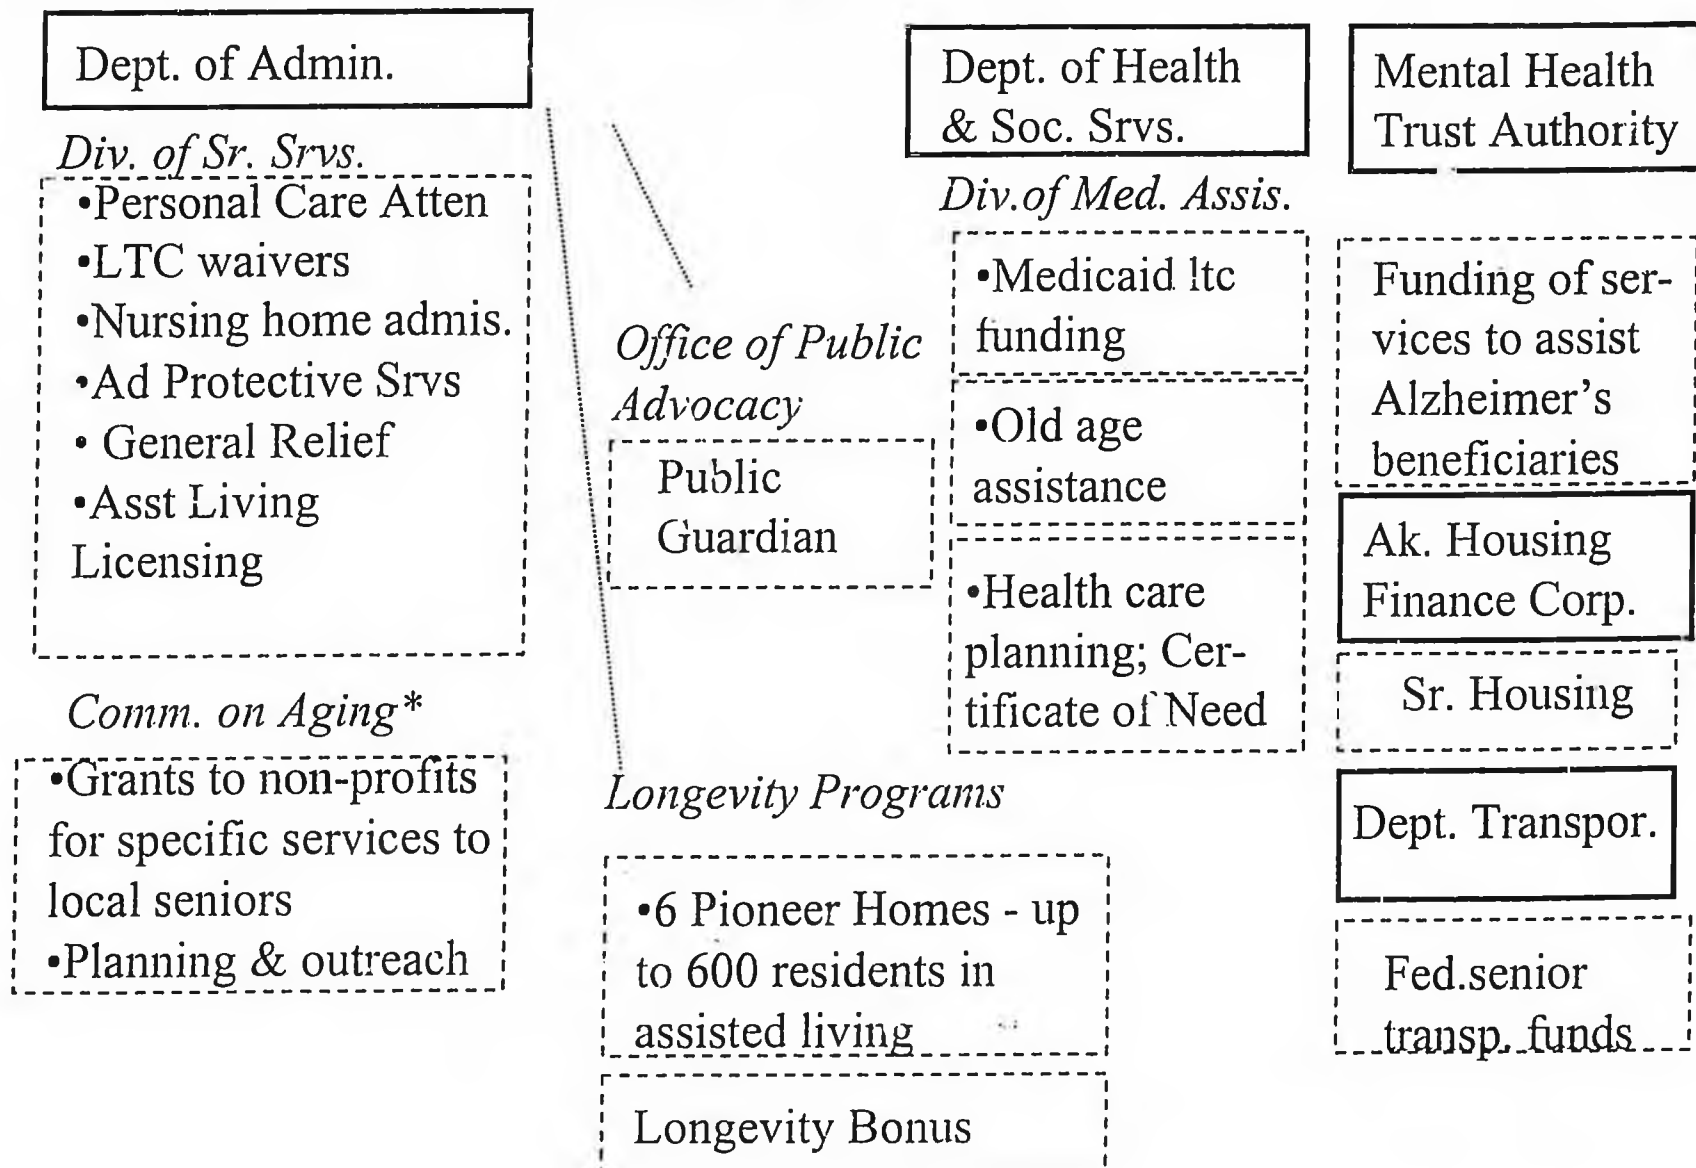 Dept. of Admin.
Div. of Sr. Srvs.
•Personal Care Atten
•LTC waivers
•Nursing home admis.
•Ad Protective Srvs
• General Relief
•Asst Living
Licensing
Comm. on Aging*
•Grants to non-profits
for specific services to
local seniors
•Planning & outreach
Office of Public
Advocacy
Public
Guardian
Longevity Programs
•6 Pioneer Homes - up
to 600 residents in
assisted living
Longevity Bonus
Dept. of Health
& Soc. Srvs.
Div.of Med. Assis.
•Medicaid ltc
funding
•Old age
assistance
•Health care
planning; Cer-
tificate of Need
Mental Health
Trust Authority
Funding of ser-
vices to assist
Alzheimer's
beneficiaries
Ak. Housing
Finance Corp.
Sr. Housing
Dept. Transpor.
Fed.senior
transp. funds